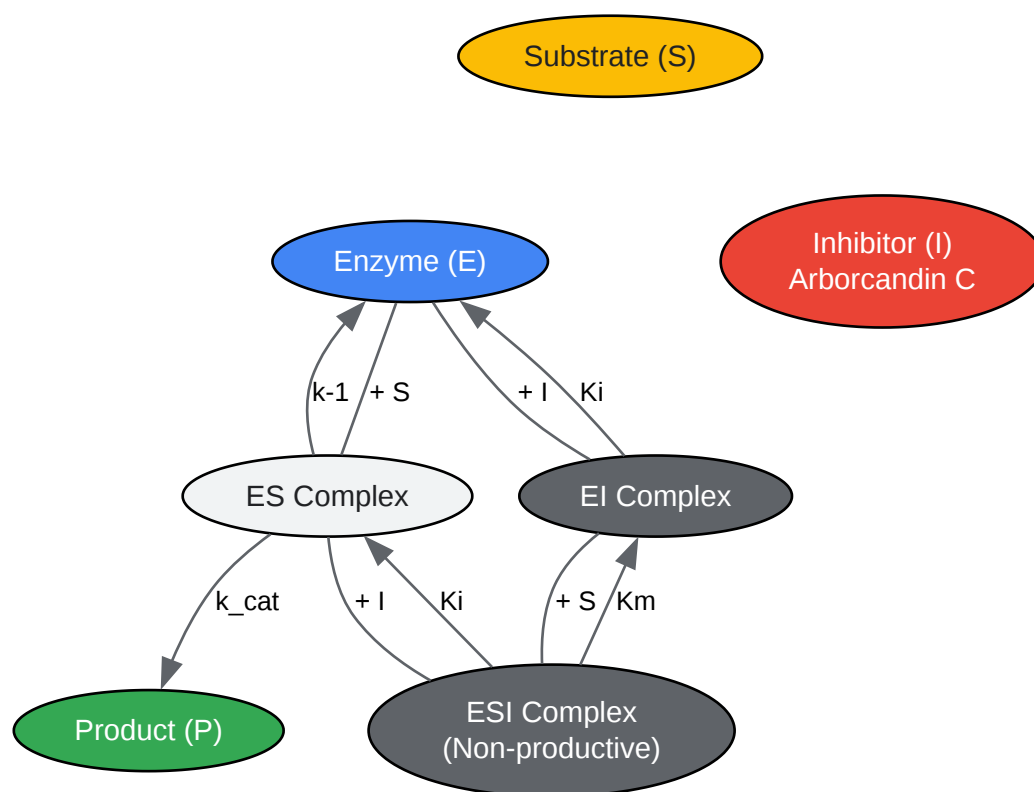 Substrate (S)
Inhibitor (I)
Arborcandin C
Enzyme (E)
k-1
+ S
+ I
Ki
ES Complex
EI Complex
k_cat
+ I
Ki
+ S
Km
ESI Complex
(Non-productive)
Product (P)